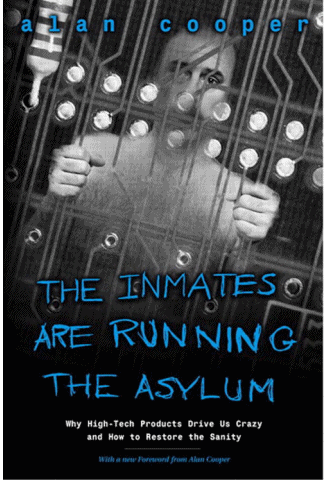 alan cooper
THE INMATES
ARE RUNNING
THE ASYLUM
Why High-Tech Products Drive Us Crazy
and How to Restore the Sanity
With a new Foreword from Alan Cooper